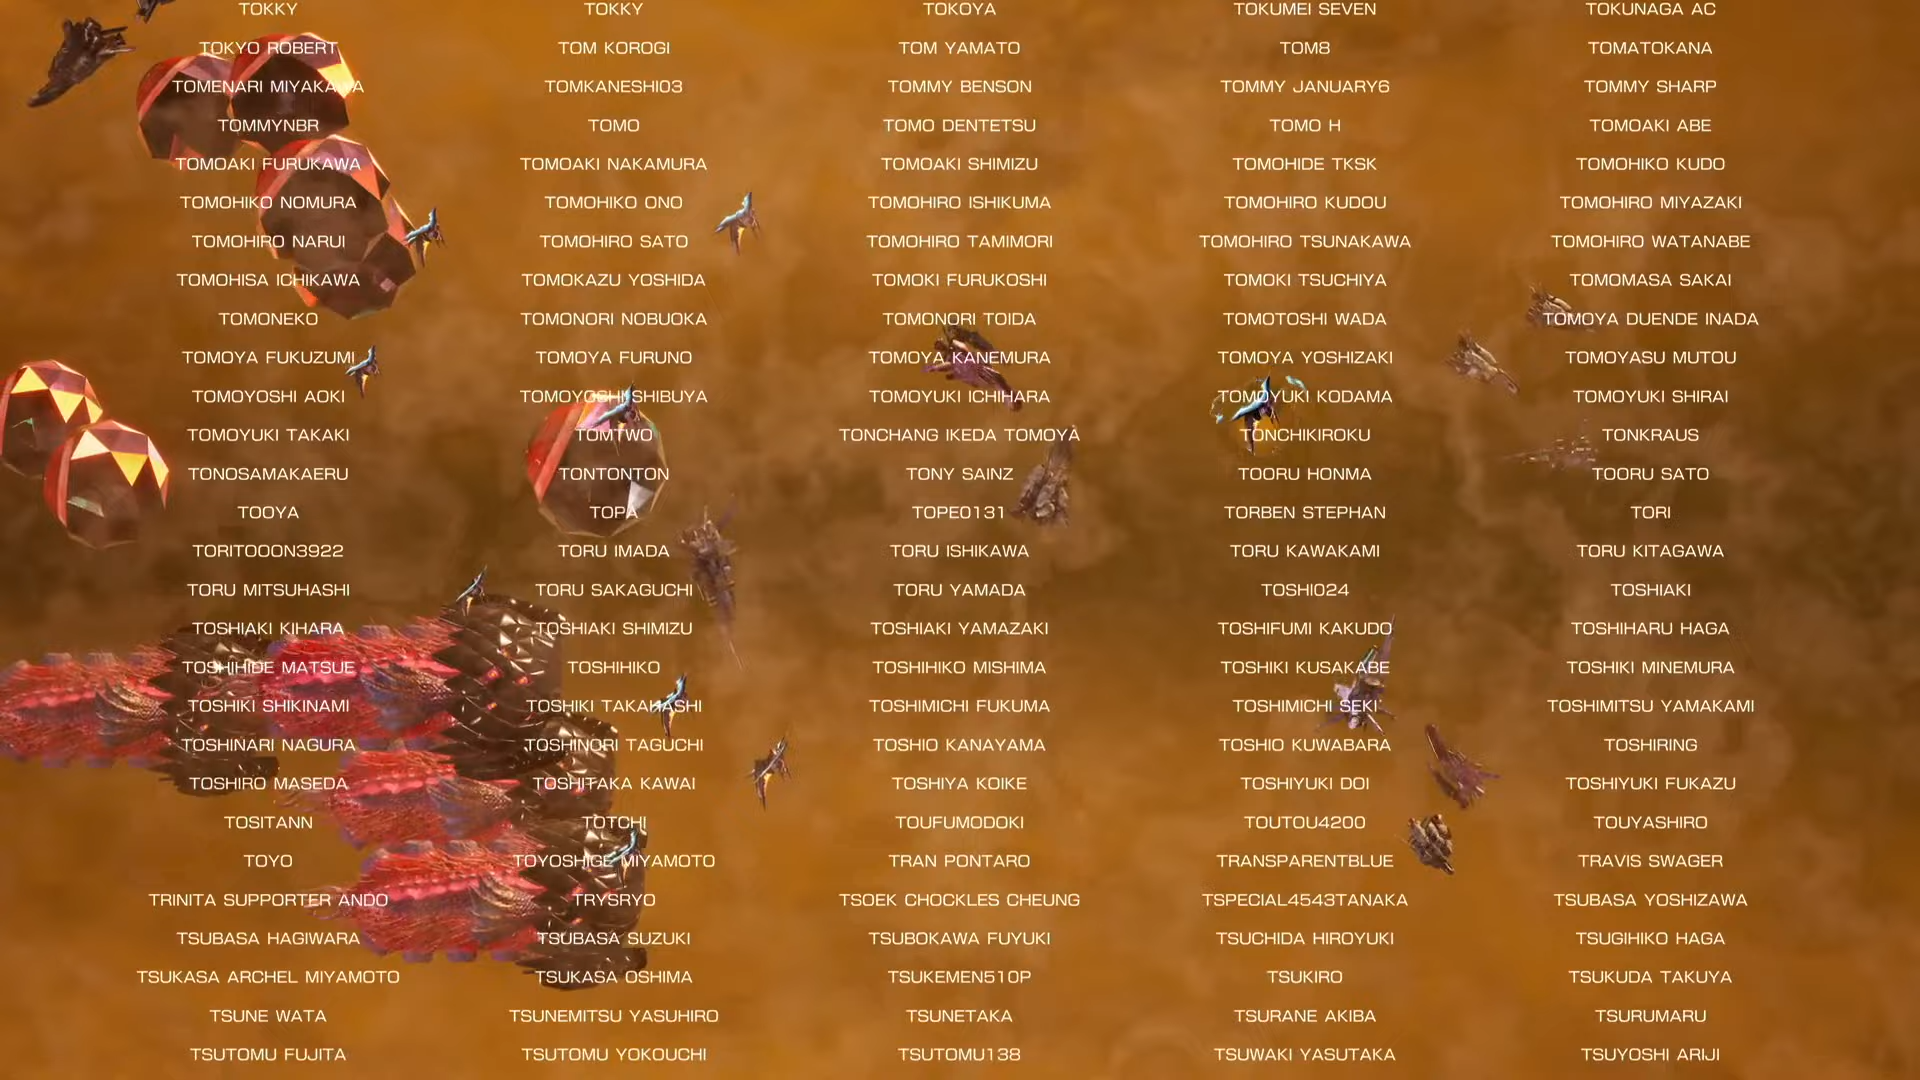 TOKKY TOKKY TOKOYA TOKUMEI SEVEN TOKUNAGA AC
TOKYO ROBERT TOM KOROGI TOM YAMATO TOM8 TOMATOKANA
TOMENARI MIYAKAWA TOMKANESHI03 TOMMY BENSON TOMMY JANUARY6 TOMMY SHARP
TOMMYNBR TOMO TOMO DENTETSU TOMO H TOMOAKI ABE
TOMOAKI FURUKAWA TOMOAKI NAKAMURA TOMOAKI SHIMIZU TOMOHIDE TKSK TOMOHIKO KUDO
TOMOHIKO NOMURA TOMOHIKO ONO TOMOHIRO ISHIKUMA TOMOHIRO KUDOU TOMOHIRO MIYAZAKI
TOMOHIRO NARUI TOMOHIRO SATO TOMOHIRO TAMIMORI TOMOHIRO TSUNAKAWA TOMOHIRO WATANABE
TOMOHISA ICHIKAWA TOMOKAZU YOSHIDA TOMOKI FURUKOSHI TOMOKI TSUCHIYA TOMOMASA SAKAI
TOMONEKO TOMONORI NOBUOKA TOMONORI TOIDA TOMOTOSHI WADA TOMOYA DUENDE INADA
TOMOYA FUKUZUMI TOMOYA FURUNO TOMOYA KANEMURA TOMOYA YOSHIZAKI TOMOYASU MUTOU
TOMOYOSHI AOKI TOMOYOSHI SHIBUYA TOMOYUKI ICHIHARA TOMOYUKI KODAMA TOMOYUKI SHIRAI
TOMOYUKI TAKAKI TOMTWO TONCHANG IKEDA TOMOYA TONCHIKIROKU TONKRAUS
TONOSAMAKAERU TONTONTON TONY SAINZ TOORU HONMA TOORU SATO
TOOYA TOPA TOPE0131 TORBEN STEPHAN TORI
TORITOOON3922 TORU IMADA TORU ISHIKAWA TORU KAWAKAMI TORU KITAGAWA
TORU MITSUHASHI TORU SAKAGUCHI TORU YAMADA TOSHI024 TOSHIAKI
TOSHIAKI KIHARA TOSHIAKI SHIMIZU TOSHIAKI YAMAZAKI TOSHIFUMI KAKUDO TOSHIHARU HAGA
TOSHIHIDE MATSUE TOSHIHIKO TOSHIHIKO MISHIMA TOSHIKI KUSAKABE TOSHIKI MINEMURA
TOSHIKI SHIKINAMI TOSHIKI TAKAHASHI TOSHIMICHI FUKUMA TOSHIMICHI SEKI TOSHIMITSU YAMAKAMI
TOSHINARI NAGURA TOSHINORI TAGUCHI TOSHIO KANAYAMA TOSHIO KUWABARA TOSHIRING
TOSHIRO MASEDA TOSHITAKA KAWAI TOSHIYA KOIKE TOSHIYUKI DOI TOSHIYUKI FUKAZU
TOSITANN TOTCHI TOUFUMODOKI TOUTOU4200 TOUYASHIRO
TOYO TOYOSHIGE MIYAMOTO TRAN PONTARO TRANSPARENTBLUE TRAVIS SWAGER
TRINITA SUPPORTER ANDO TRYSRYO TSOEK CHOCKLES CHEUNG TSPECIAL4543TANAKA TSUBASA YOSHIZAWA
TSUBASA HAGIWARA TSUBASA SUZUKI TSUBOKAWA FUYUKI TSUCHIDA HIROYUKI TSUGIHIKO HAGA
TSUKASA ARCHEL MIYAMOTO TSUKASA OSHIMA TSUKEMEN510P TSUKIRO TSUKUDA TAKUYA
TSUNE WATA TSUNEMITSU YASUHIRO TSUNETAKA TSURANE AKIBA TSURUMARU
TSUTOMU FUJITA TSUTOMU YOKOUCHI TSUTOMU138 TSUWAKI YASUTAKA TSUYOSHI ARIJI